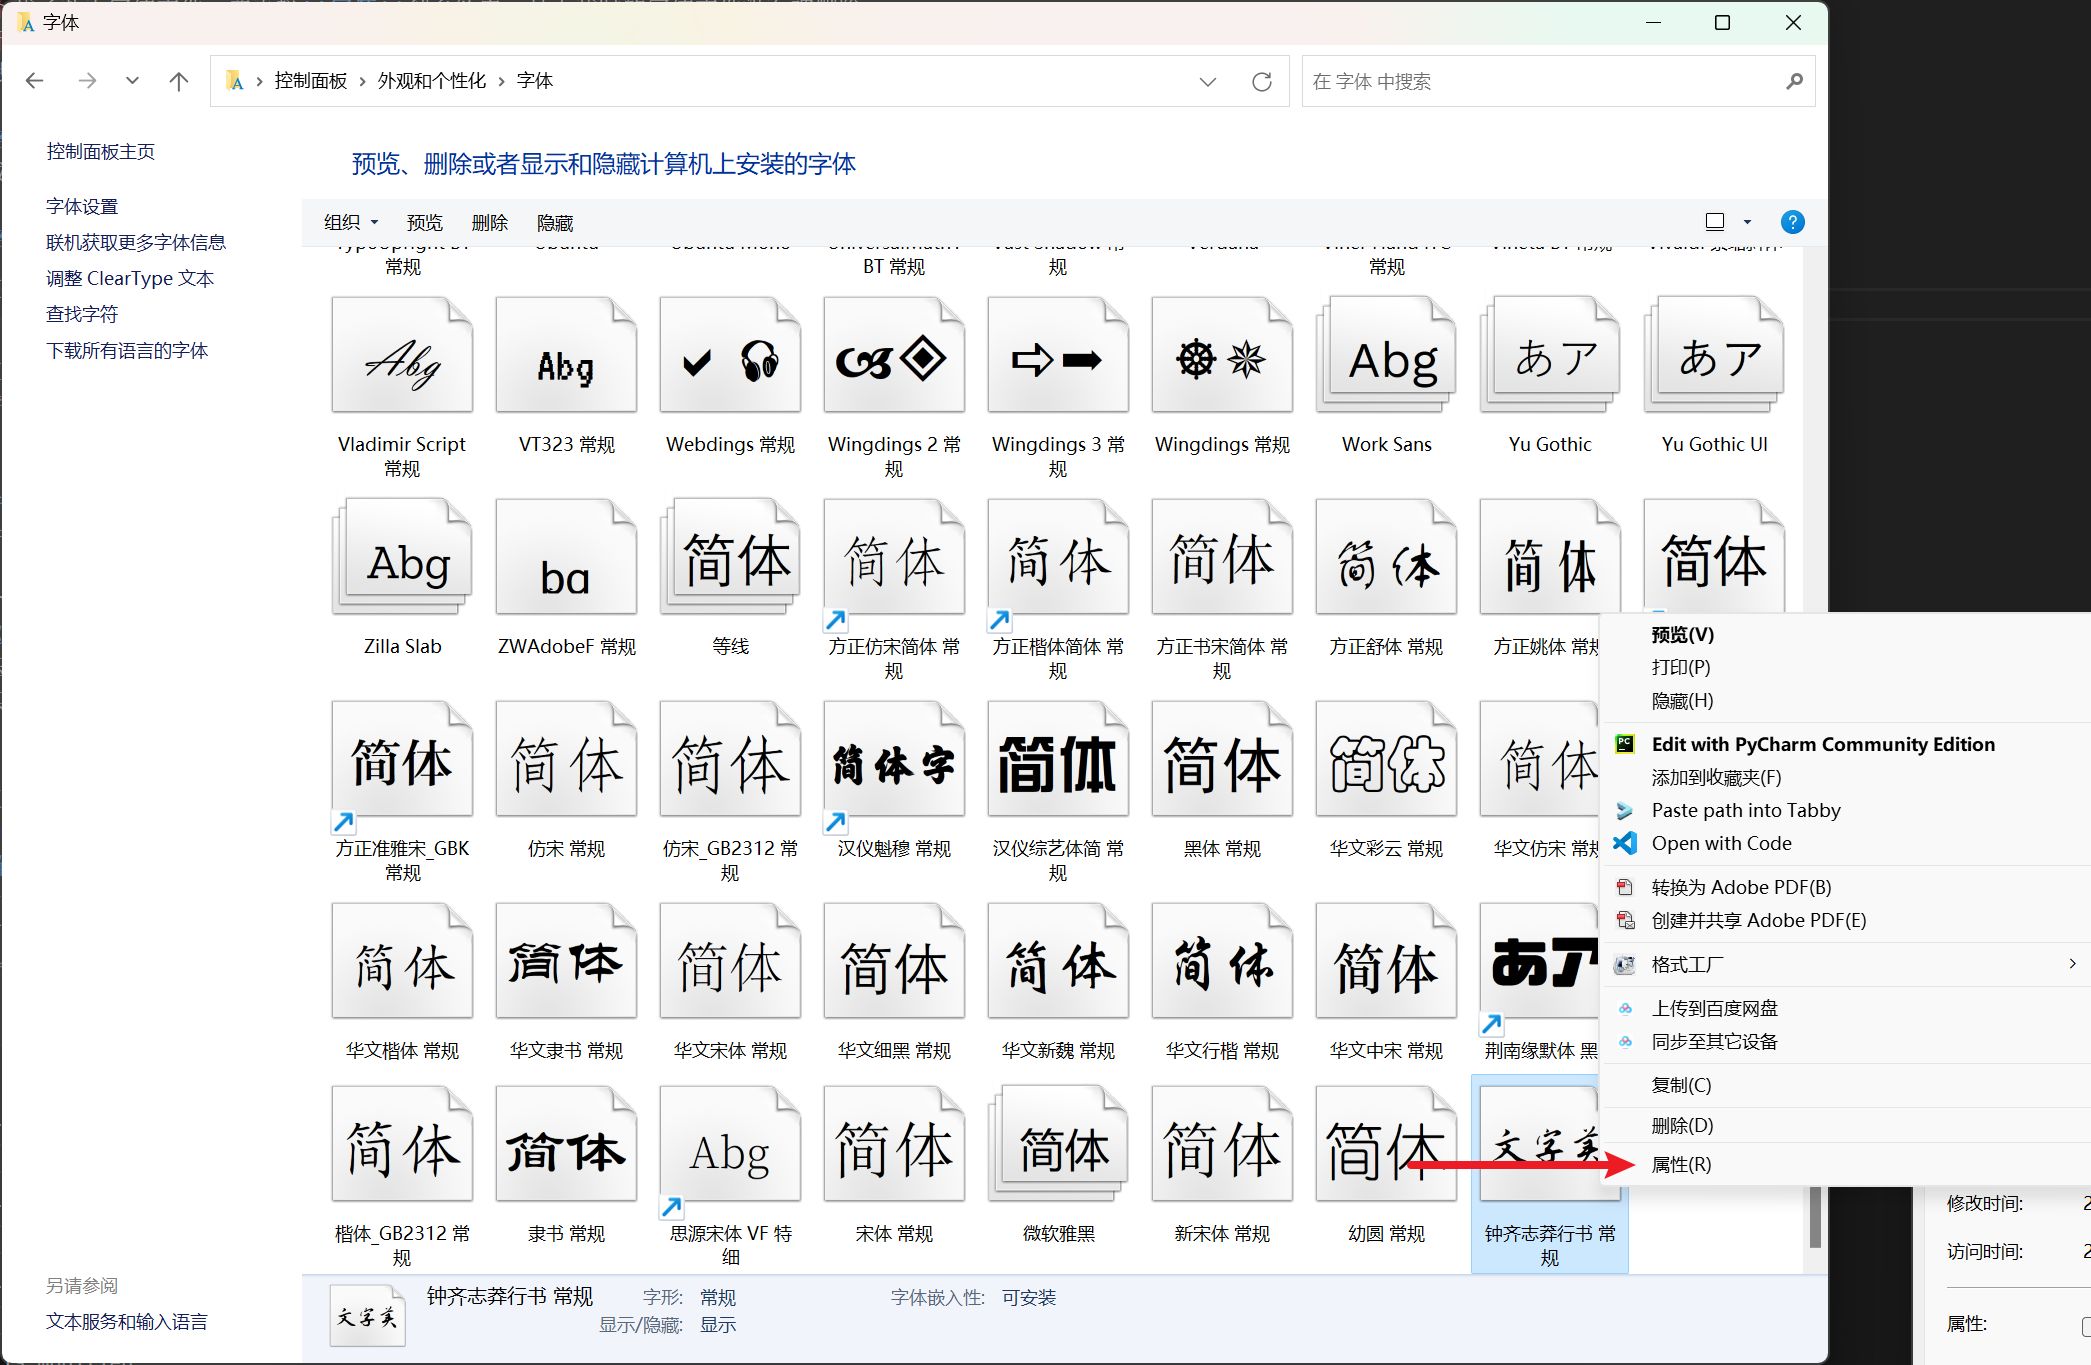 字体
控制面板 › 外观和个性化 › 字体
在 字体 中搜索
控制面板主页
字体设置
联机获取更多字体信息
调整 ClearType 文本
查找字符
下载所有语言的字体
另请参阅
文本服务和输入语言
预览、删除或者显示和隐藏计算机上安装的字体
组织 预览 删除 隐藏
常规
BT 常规
规
常规
Abg
Abg
Abg
あア
あア
Vladimir Script
常规
VT323 常规
Webdings 常规
Wingdings 2 常
规
Wingdings 3 常
规
Wingdings 常规
Work Sans
Yu Gothic
Yu Gothic UI
Abg
ba
简体
简体
简体
简体
简体
简体
简体
Zilla Slab
ZWAdobeF 常规
等线
方正仿宋简体 常
规
方正楷体简体 常
规
方正书宋简体 常
规
方正舒体 常规
方正姚体 常规
简体
简体
简体
简体字
简体
简体
简体
简体
方正准雅宋_GBK
常规
仿宋 常规
仿宋_GB2312 常
规
汉仪魁穆 常规
汉仪综艺体简 常
规
黑体 常规
华文彩云 常规
华文仿宋 常规
简体
简体
简体
简体
简体
简体
简体
あア
华文楷体 常规
华文隶书 常规
华文宋体 常规
华文细黑 常规
华文新魏 常规
华文行楷 常规
华文中宋 常规
荆南缘默体 黑
简体
简体
Abg
简体
简体
简体
简体
文字美
楷体_GB2312 常
规
隶书 常规
思源宋体 VF 特
细
宋体 常规
微软雅黑
新宋体 常规
幼圆 常规
钟齐志莽行书 常
规
文字美
钟齐志莽行书 常规
字形: 常规
显示/隐藏: 显示
字体嵌入性: 可安装
预览(V)
打印(P)
隐藏(H)
Edit with PyCharm Community Edition
添加到收藏夹(F)
Paste path into Tabby
Open with Code
转换为 Adobe PDF(B)
创建并共享 Adobe PDF(E)
格式工厂
上传到百度网盘
同步至其它设备
复制(C)
删除(D)
属性(R)
修改时间:
访问时间:
属性: